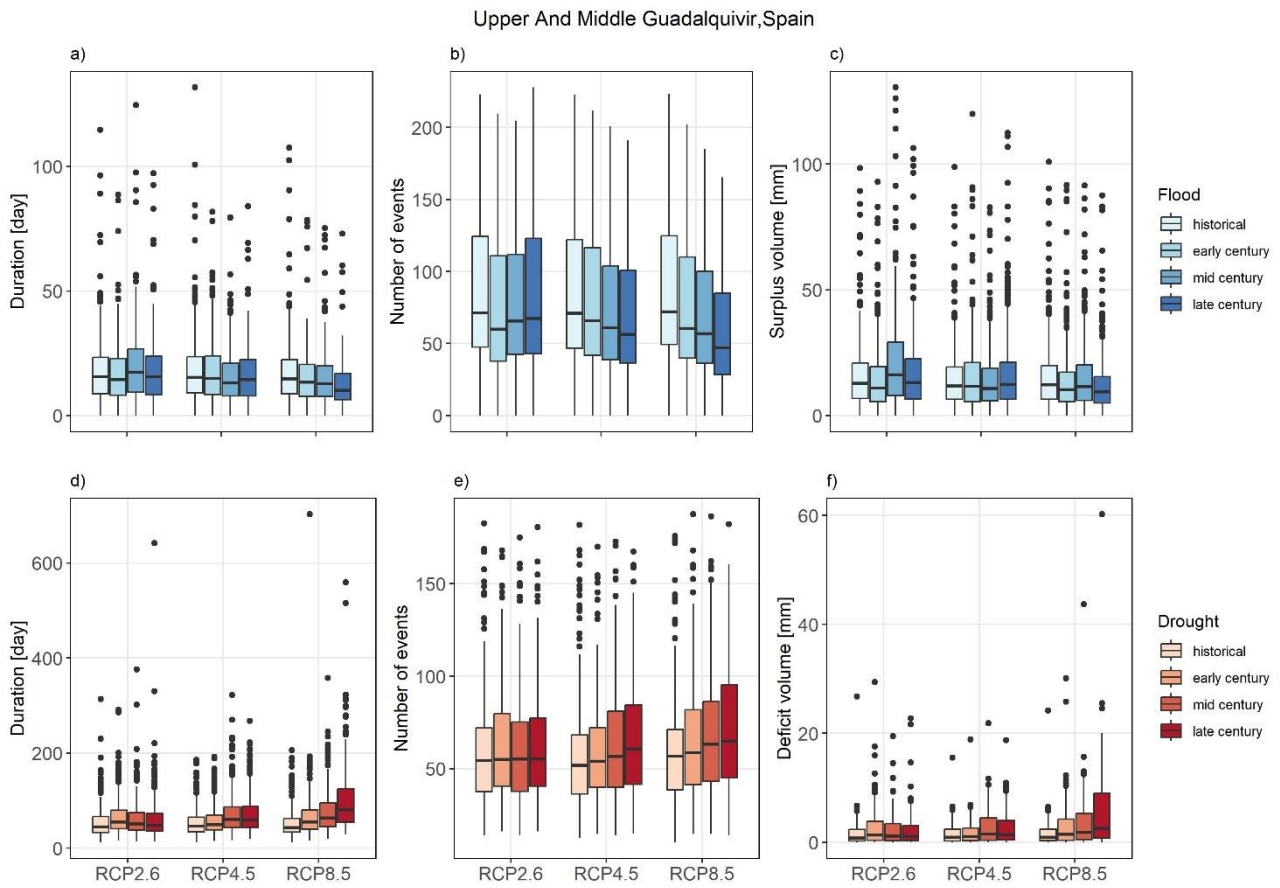 Upper And Middle Guadalquivir,Spain
a)
b)
c)
Duration [day]
100
50
0
Number of events
200
150
100
50
0
Surplus volume [mm]
100
50
0
Flood
historical
early century
mid century
late century
d)
e)
f)
Duration [day]
600
400
200
0
Number of events
150
100
50
Deficit volume [mm]
60
40
20
0
Drought
historical
early century
mid century
late century
RCP2.6 RCP4.5 RCP8.5
RCP2.6 RCP4.5 RCP8.5
RCP2.6 RCP4.5 RCP8.5